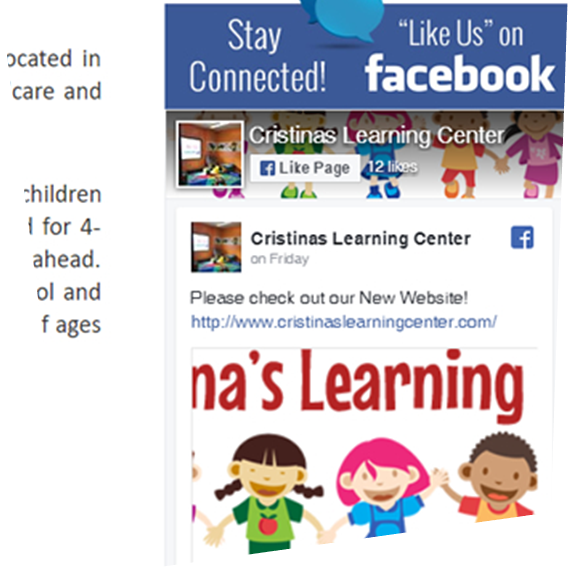 ocated in
care and
children
for 4-
ahead.
ol and
f ages
Stay
Connected!
"Like Us" on
facebook
Cristinas Learning Center
Like Page
12 likes
Cristinas Learning Center
on Friday
Please check out our New Website!
http://www.cristinaslearningcenter.com/
na's Learning